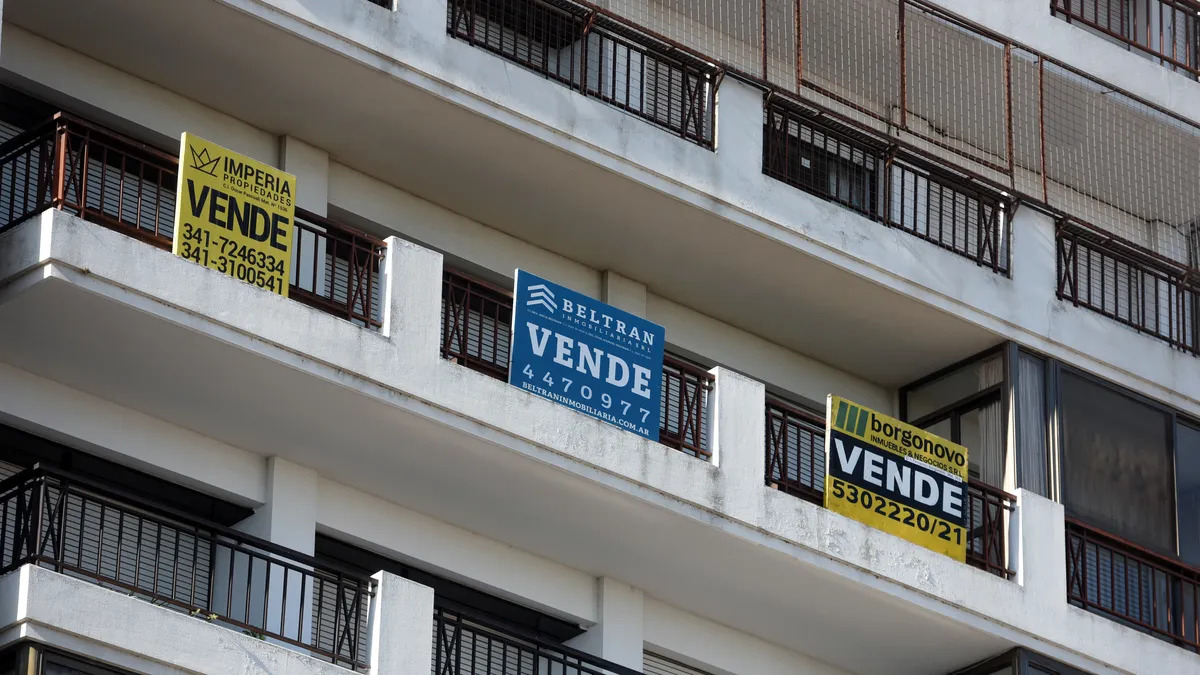 IMPERIA
PROPIEDADES
VENDE
341-7246334
341-3100541
BELTRAN
INMOBILIARIA SRL
VENDE
4470977
BELTRANINMOBILIARIA.COM.AR
borgonovo
INMUEBLES & NEGOCIOS S.R.L
VENDE
5302220/21